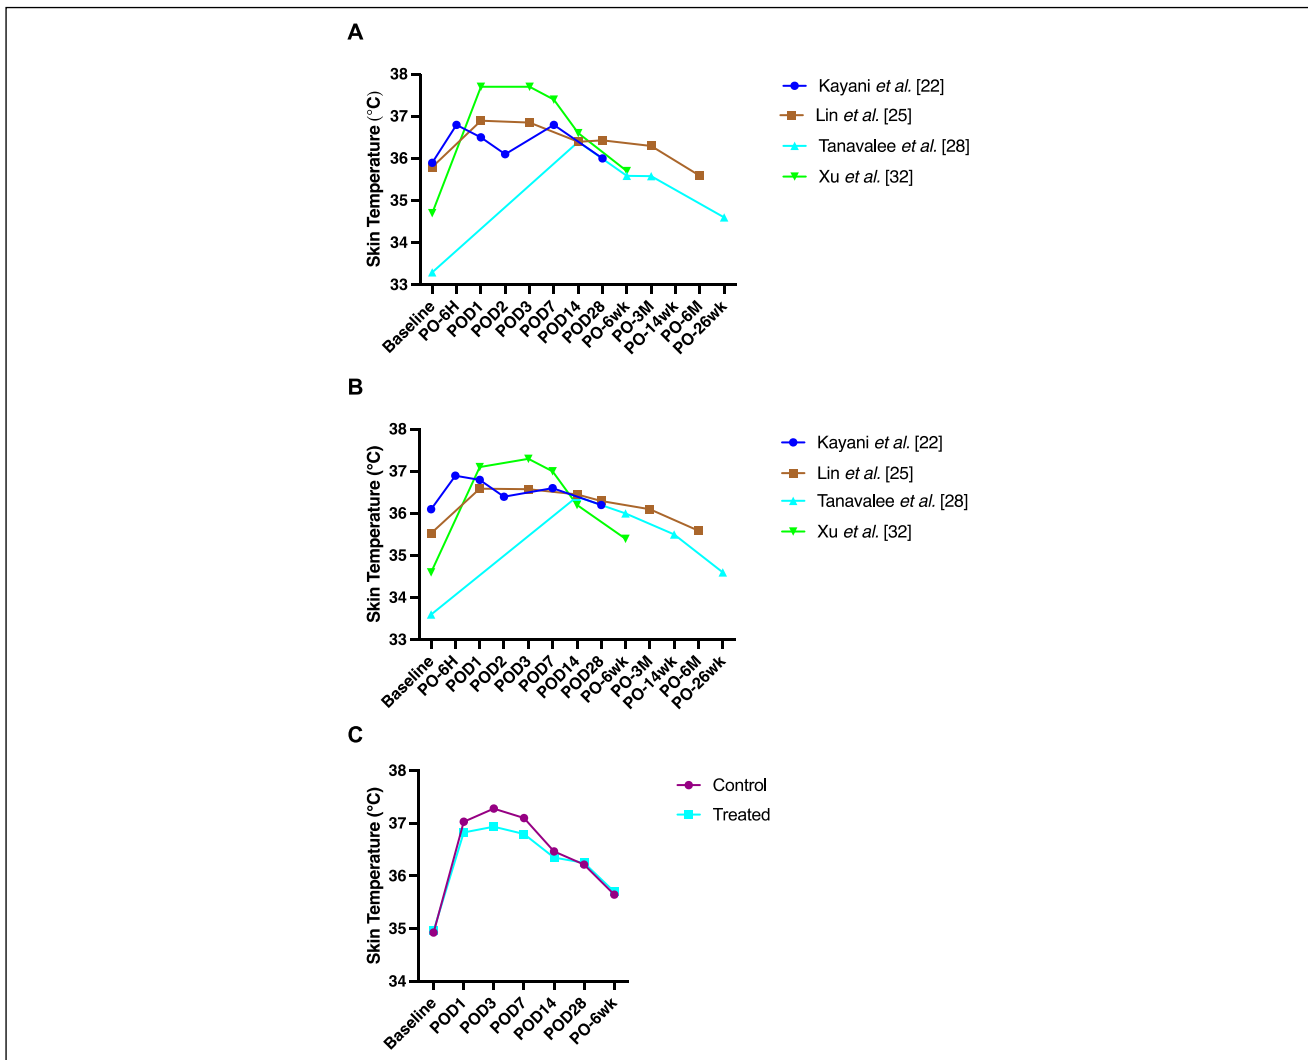 A
38
37
36
35
34
33
Skin Temperature (°C)
Baseline
PO-6H
POD1
POD2
POD3
POD7
POD14
POD28
PO-6wk
PO-3M
PO-14wk
PO-6M
PO-26wk
Kayani et al. [22]
Lin et al. [25]
Tanavalee et al. [28]
Xu et al. [32]
B
38
37
36
35
34
33
Skin Temperature (°C)
Baseline
PO-6H
POD1
POD2
POD3
POD7
POD14
POD28
PO-6wk
PO-3M
PO-14wk
PO-6M
PO-26wk
Kayani et al. [22]
Lin et al. [25]
Tanavalee et al. [28]
Xu et al. [32]
C
38
37
36
35
34
Skin Temperature (°C)
Baseline
POD1
POD3
POD7
POD14
POD28
PO-6wk
Control
Treated